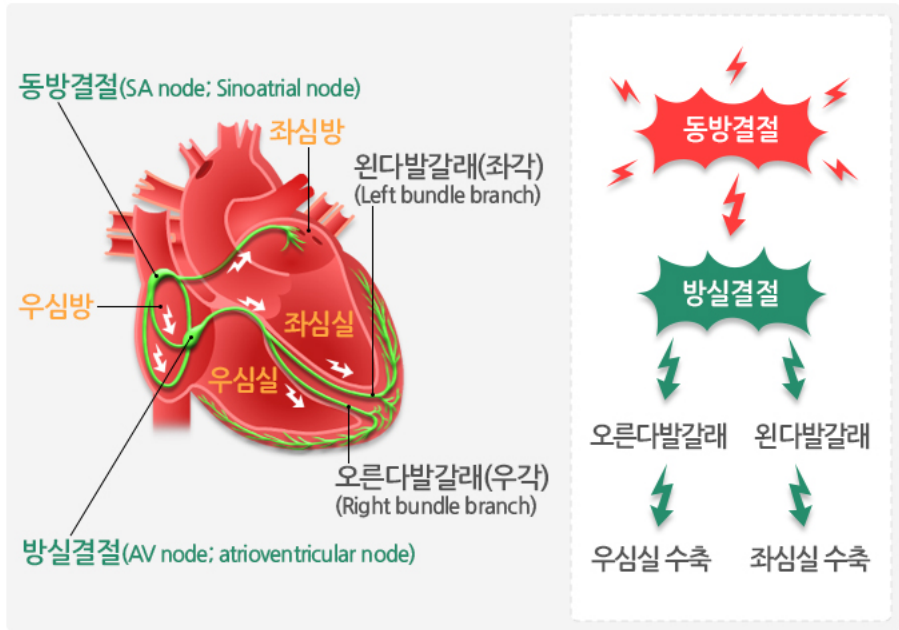 동방결절(SA node; Sinoatrial node)
좌심방
왼다발갈래(좌각)
(Left bundle branch)
우심방
좌심실
우심실
오른다발갈래(우각)
(Right bundle branch)
방실결절(AV node; atrioventricular node)
동방결절
방실결절
오른다발갈래 왼다발갈래
우심실 수축 좌심실 수축